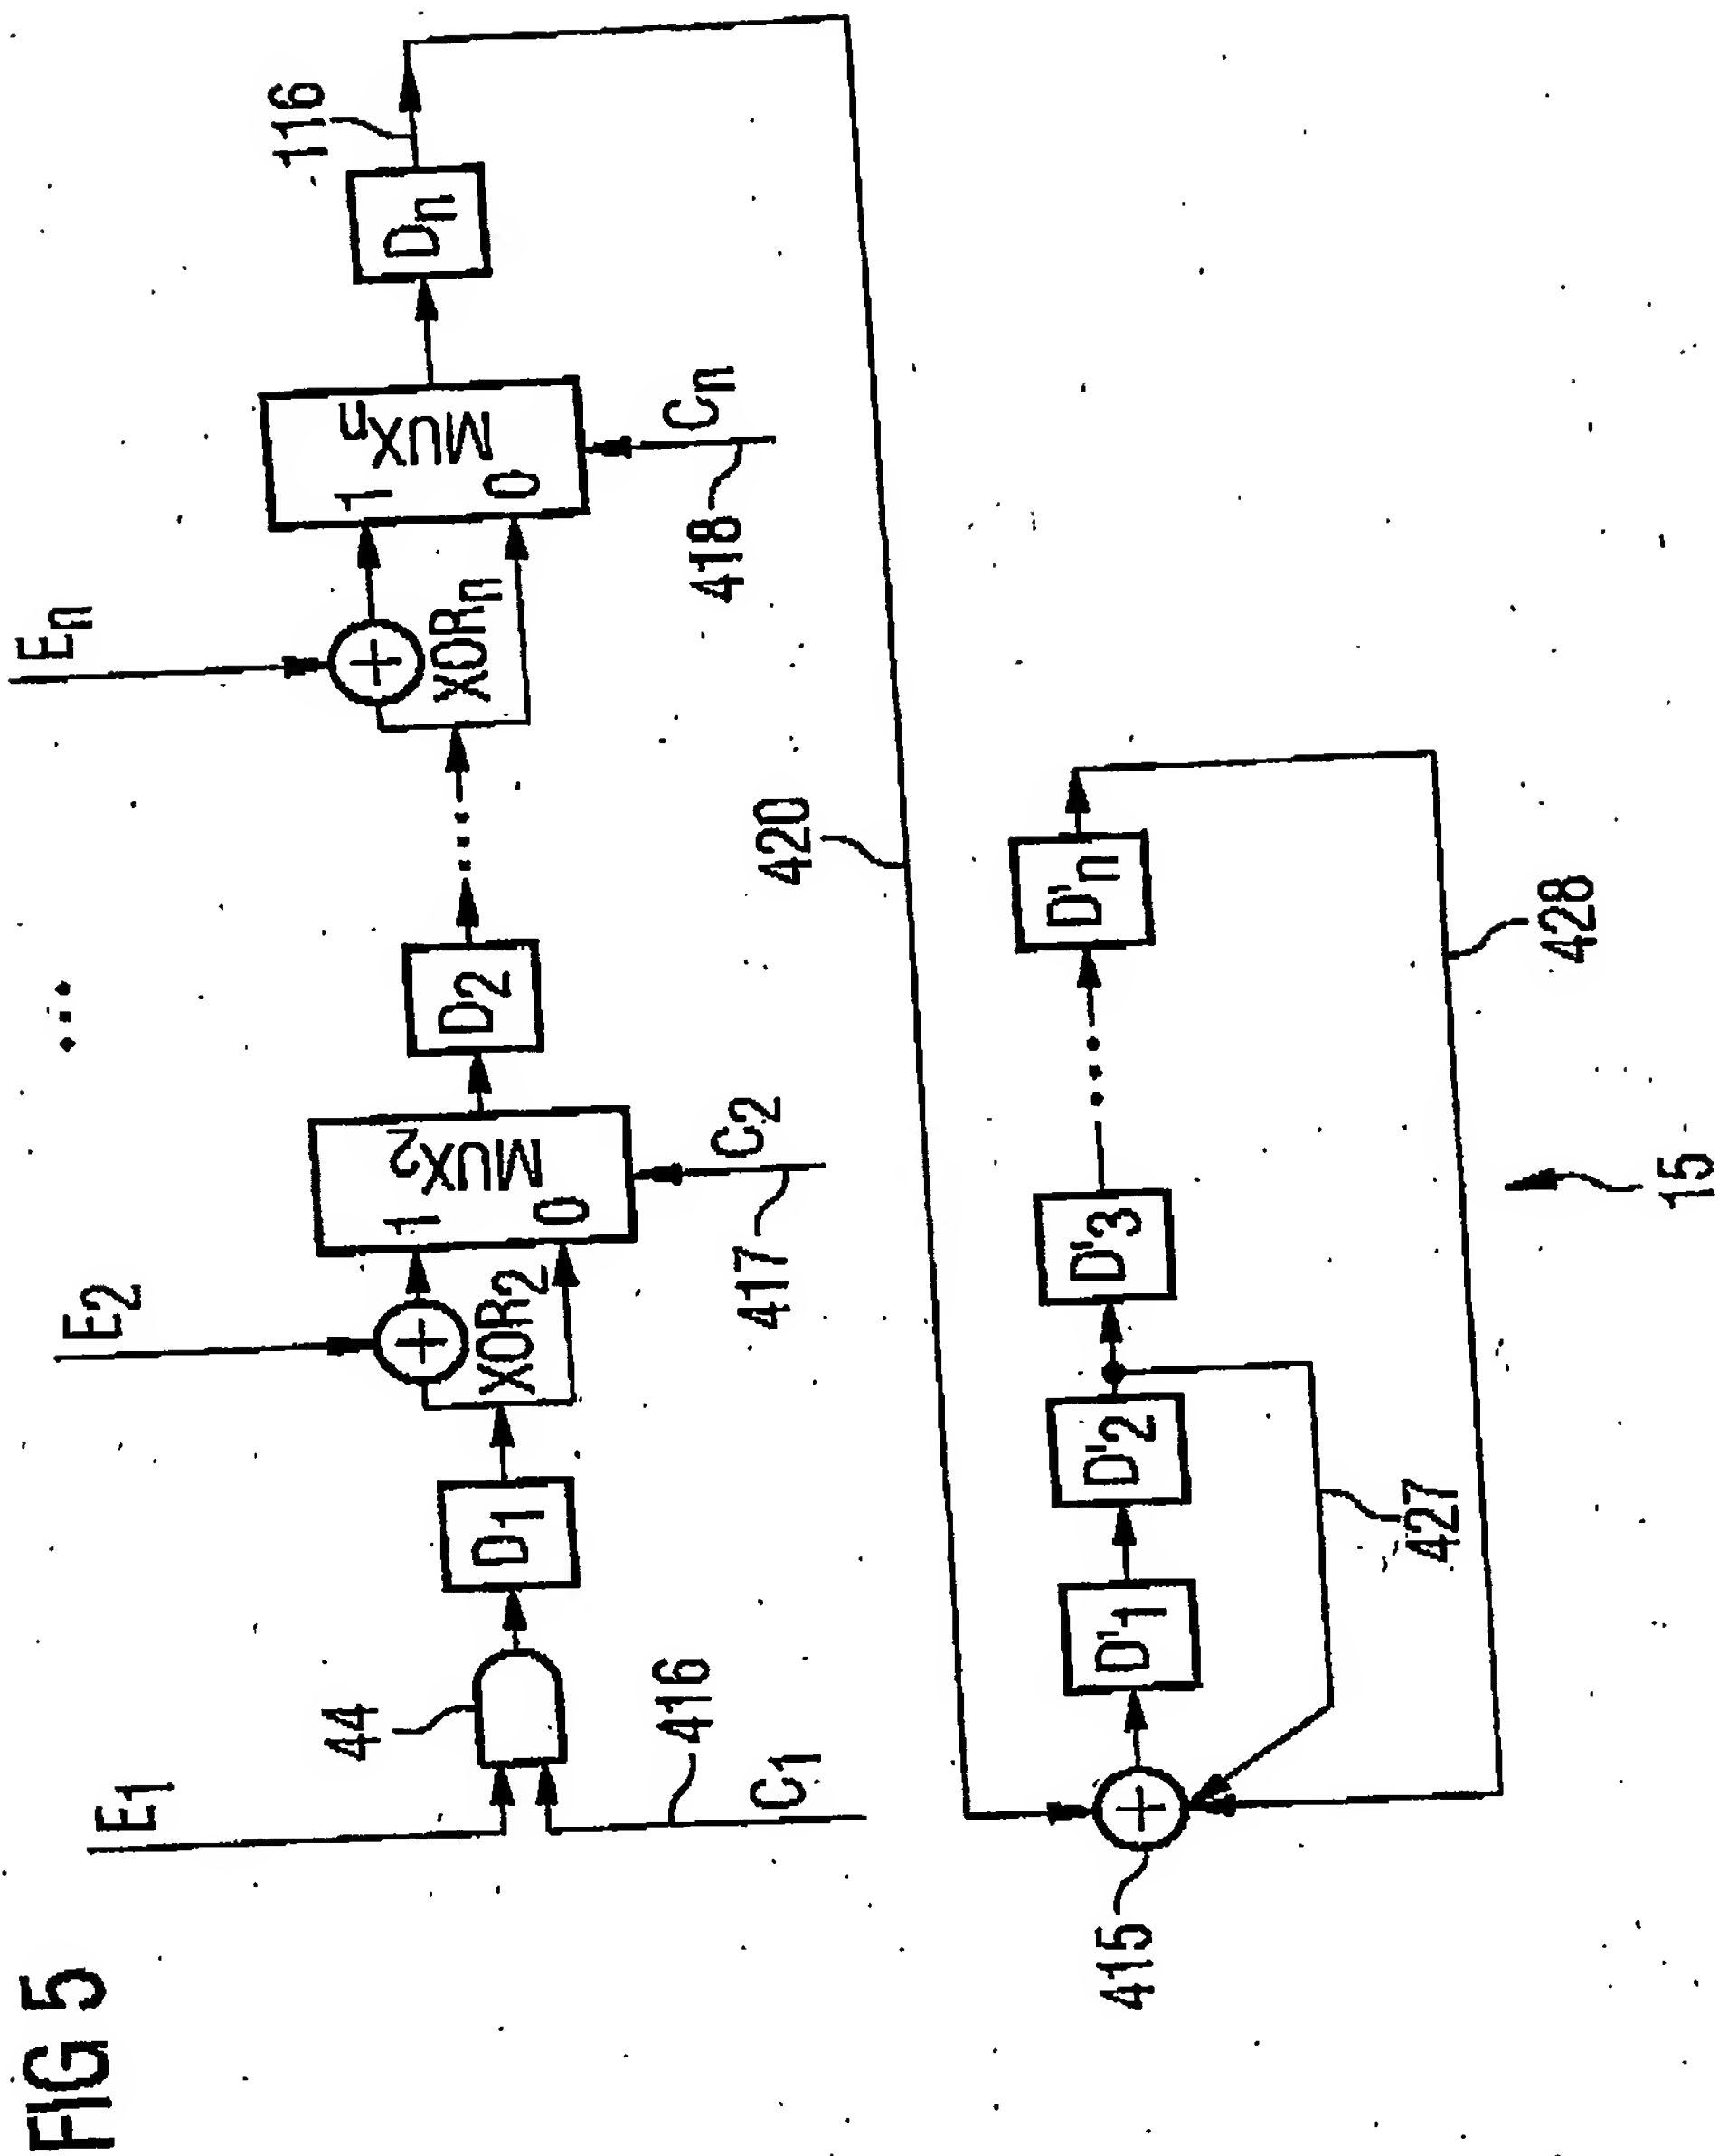 FIG 5
E1
E2
...
En
44
D1
XOR2
1
0
MUX2
D2
...
XORn
1
0
MUXn
Dn
116
416
C1
417
C2
418
Cn
420
415
D'1
D'2
D'3
...
D'n
427
428
15